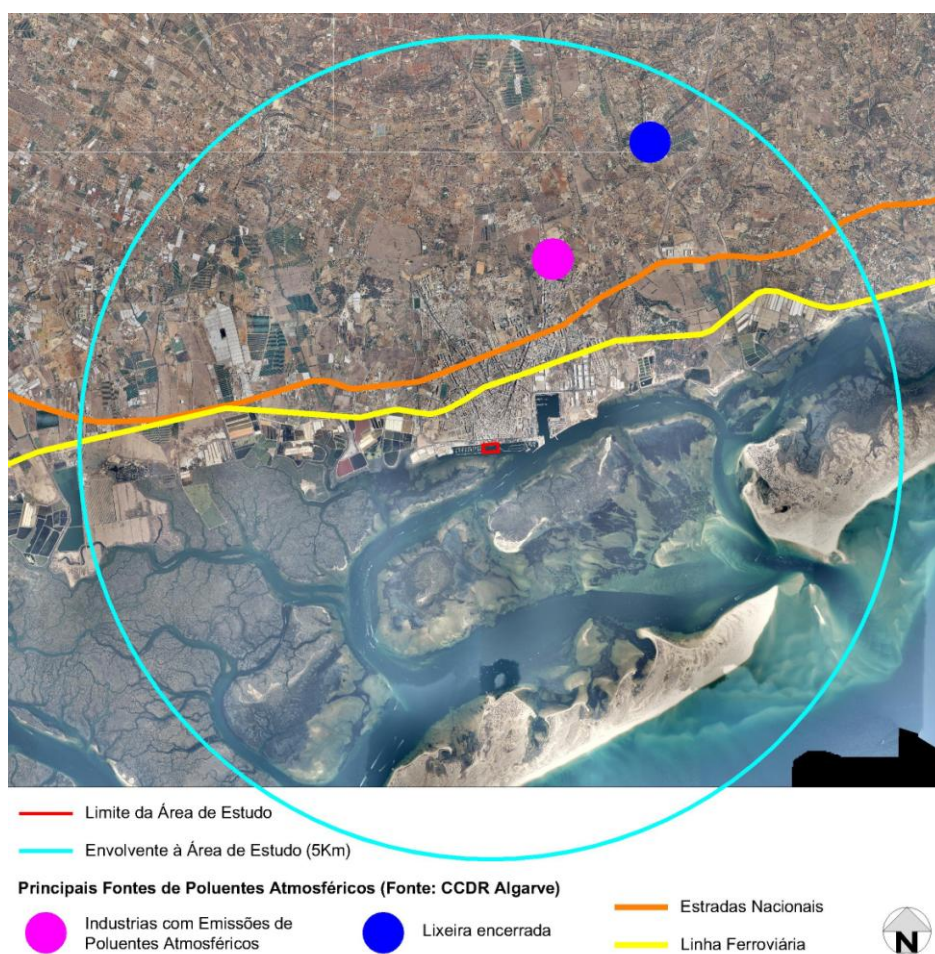 Limite da Área de Estudo
Envolvente à Área de Estudo (5Km)
Principais Fontes de Poluentes Atmosféricos (Fonte: CCDR Algarve)
Industrias com Emissões de
Poluentes Atmosféricos
Lixeira encerrada
Estradas Nacionais
Linha Ferroviária
N